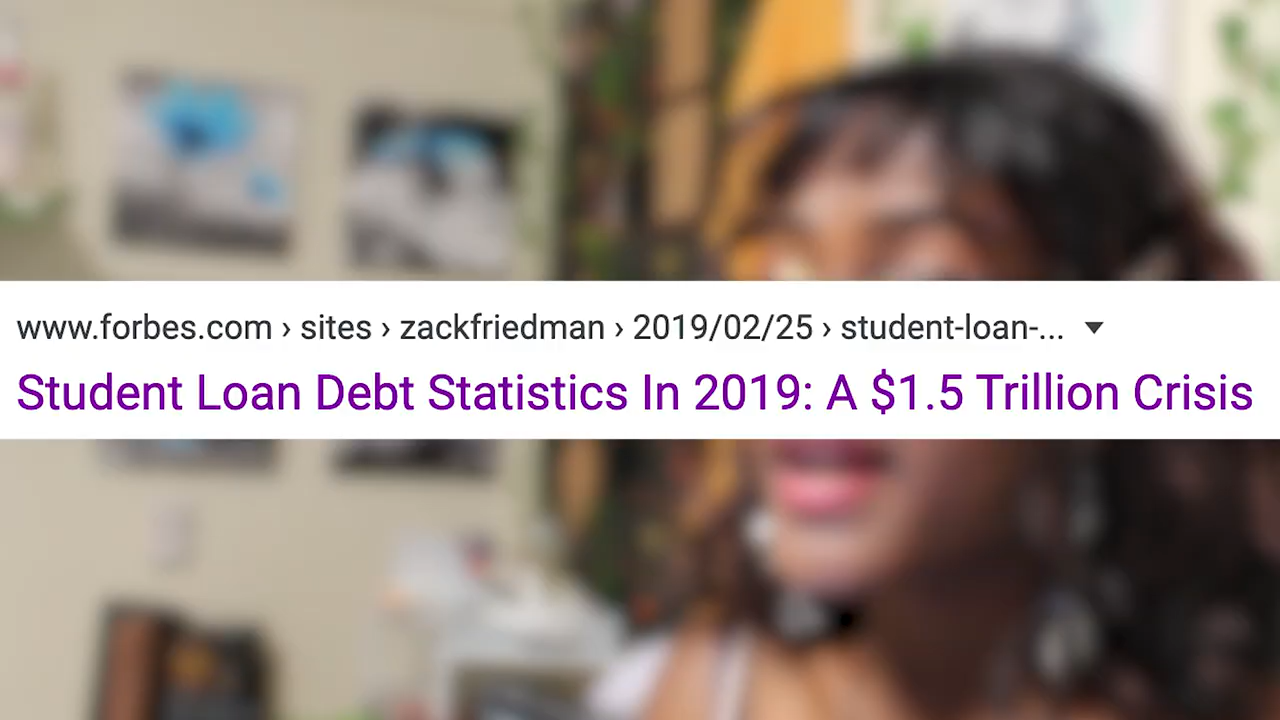 www.forbes.com › sites › zackfriedman › 2019/02/25 › student-loan-...
Student Loan Debt Statistics In 2019: A $1.5 Trillion Crisis